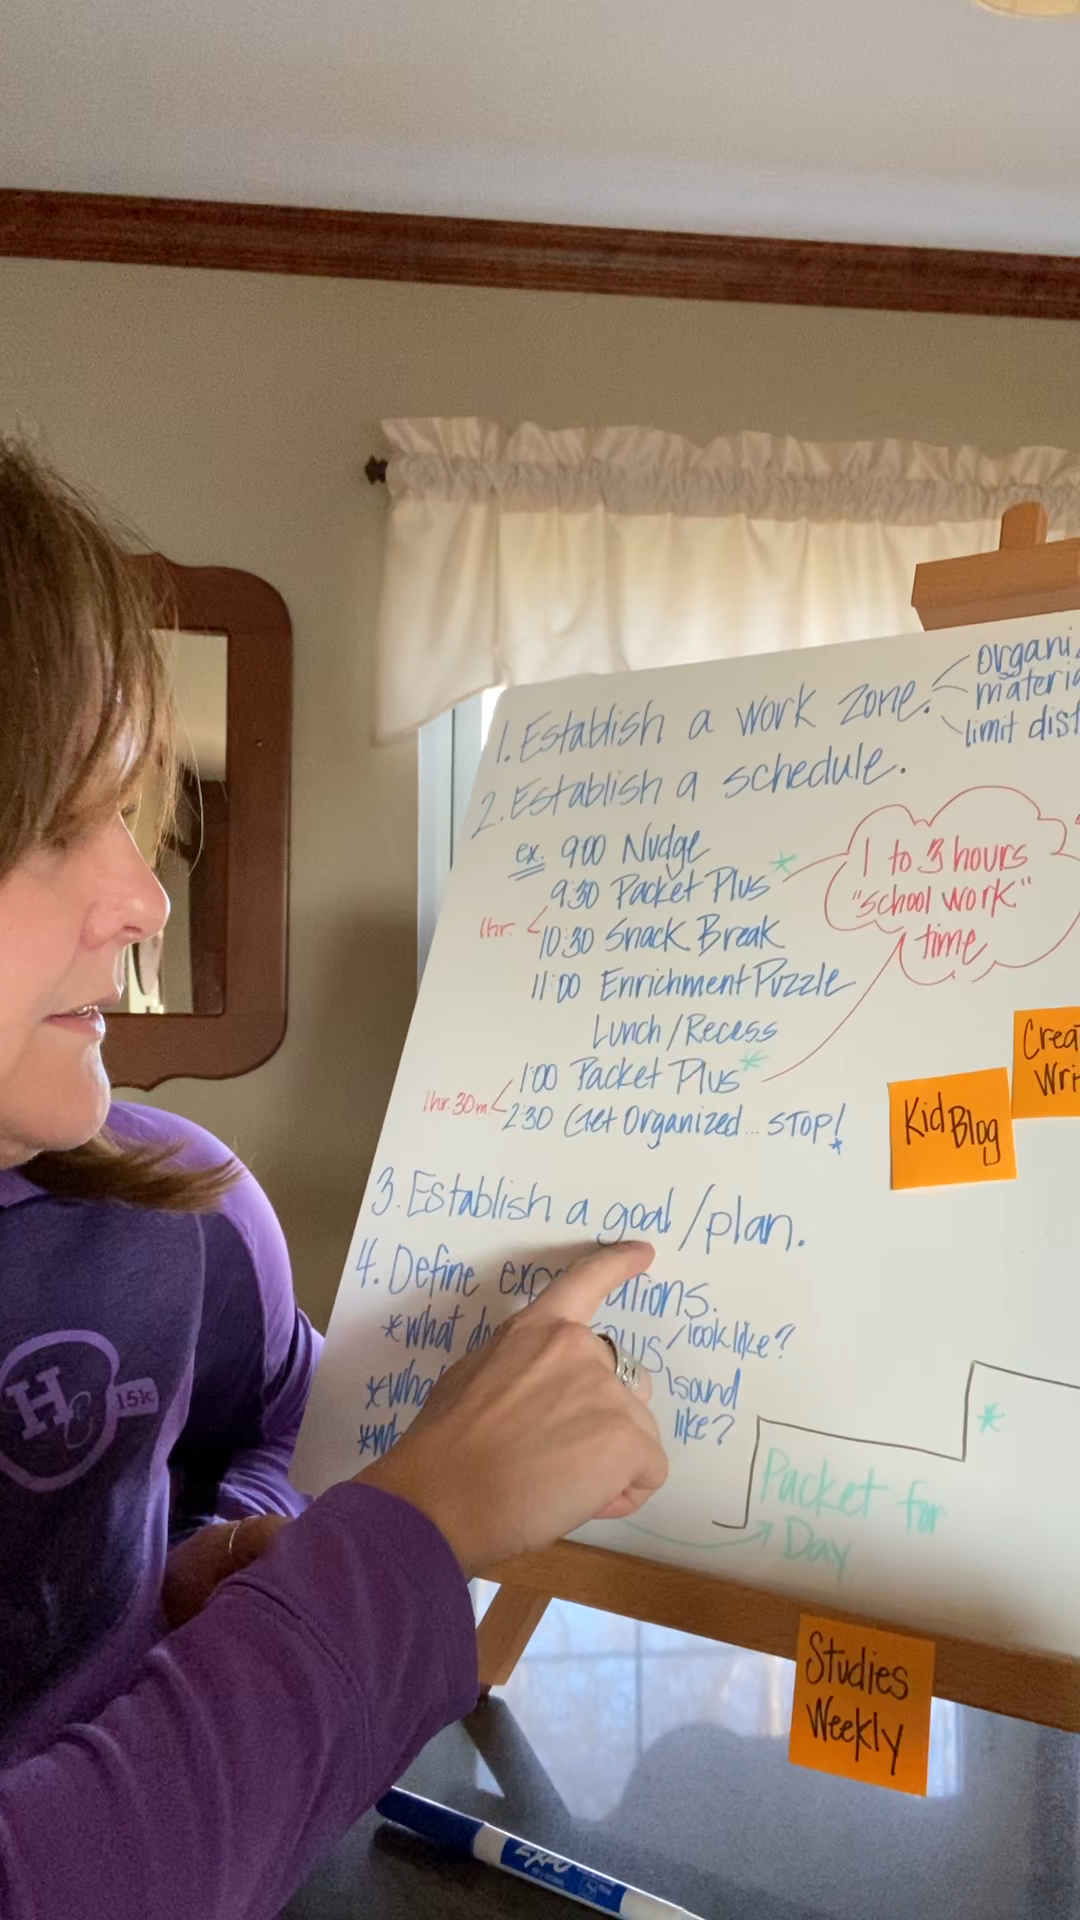 1. Establish a work zone.
organi
materia
limit dist
2. Establish a schedule.
ex. 9:00 Nudge
9:30 Packet Plus *
1hr. < 10:30 Snack Break
11:00 Enrichment Puzzle
Lunch/Recess
1:00 Packet Plus *
1hr. 30m < 2:30 Get Organized... STOP!
1 to 3 hours
"school work"
time
Crea
Wri
Kid Blog
3. Establish a goal/plan.
4. Define exp ations.
*what /look like?
*wha \sound
*wh like?
*
Packet for
Day
Studies
Weekly
H
15K
EXPO